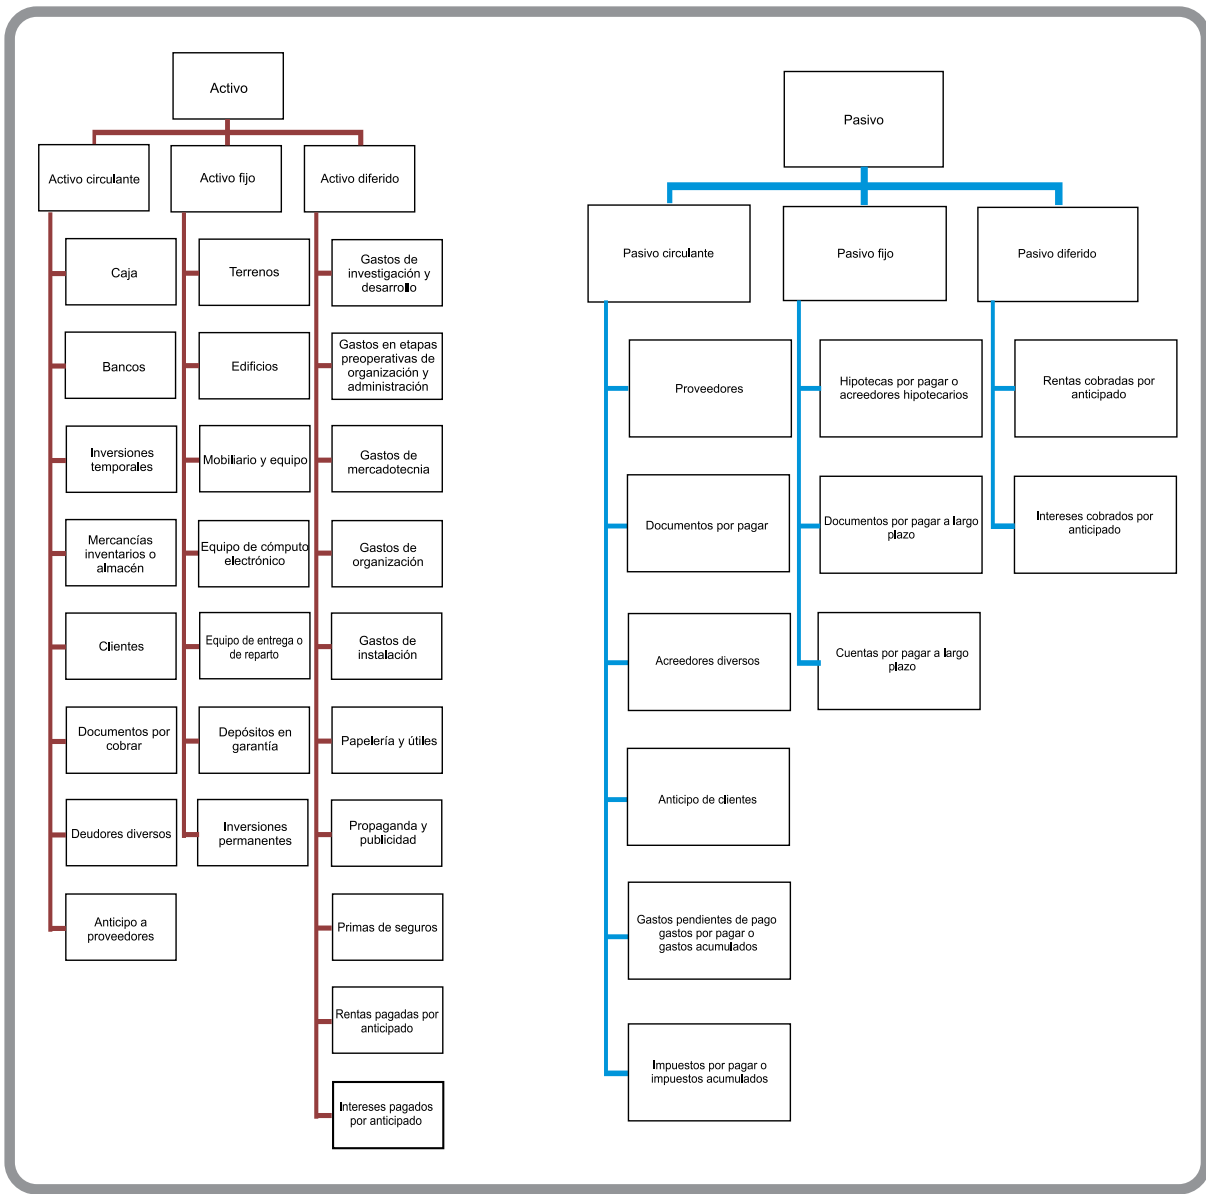 Activo
Activo circulante
Caja
Bancos
Inversiones
temporales
Mercancías
inventarios o
almacén
Clientes
Documentos por
cobrar
Deudores diversos
Anticipo a
proveedores
Activo fijo
Terrenos
Edificios
Mobiliario y equipo
Equipo de cómputo
electrónico
Equipo de entrega o
de reparto
Depósitos en
garantía
Inversiones
permanentes
Activo diferido
Gastos de
investigación y
desarrollo
Gastos en etapas
preoperativas de
organización y
administración
Gastos de
mercadotecnia
Gastos de
organización
Gastos de
instalación
Papelería y útiles
Propaganda y
publicidad
Primas de seguros
Rentas pagadas por
anticipado
Intereses pagados
por anticipado
Pasivo
Pasivo circulante
Proveedores
Documentos por pagar
Acreedores diversos
Anticipo de clientes
Gastos pendientes de pago
gastos por pagar o
gastos acumulados
Impuestos por pagar o
impuestos acumulados
Pasivo fijo
Hipotecas por pagar o
acreedores hipotecarios
Documentos por pagar a largo
plazo
Cuentas por pagar a largo
plazo
Pasivo diferido
Rentas cobradas por
anticipado
Intereses cobrados por
anticipado